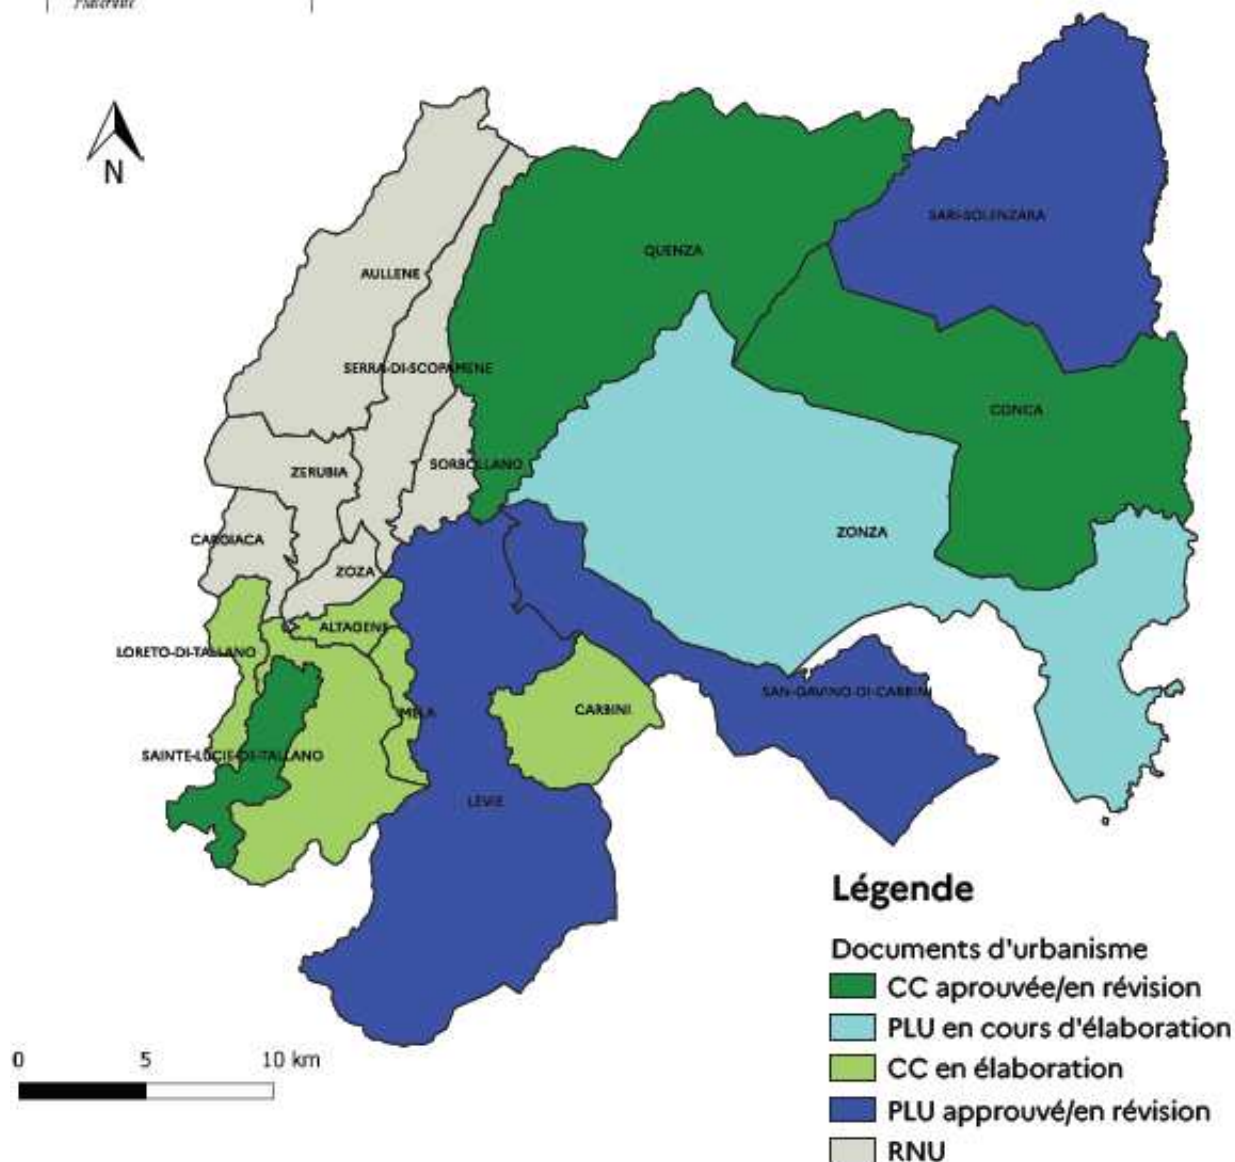 Fraternité
N
SARI-SOLENZARA
QUENZA
AULLENE
SERRA-DI-SCOPAMENE
CONCA
SORBOLLANO
ZERUBIA
ZONZA
CARGIACA
ZOZA
ALTAGENE
LORETO-DI-TALLANO
SAN-GAVINO-DI-CARBINI
CARBINI
MELA
SAINTE-LUCIE-DE-TALLANO
LEVIE
Légende
Documents d'urbanisme
CC aprouvée/en révision
PLU en cours d'élaboration
CC en élaboration
PLU approuvé/en révision
RNU
0 5 10 km